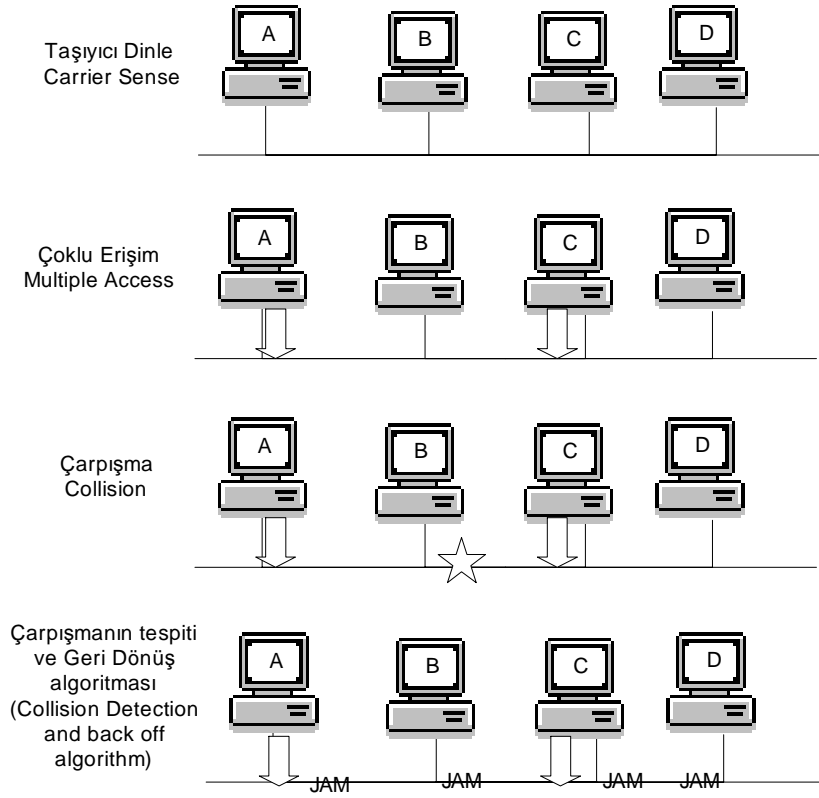 Taşıyıcı Dinle
Carrier Sense
A
B
C
D
Çoklu Erişim
Multiple Access
A
B
C
D
Çarpışma
Collision
A
B
C
D
Çarpışmanın tespiti
ve Geri Dönüş
algoritması
(Collision Detection
and back off
algorithm)
A
B
C
D
JAM
JAM
JAM
JAM